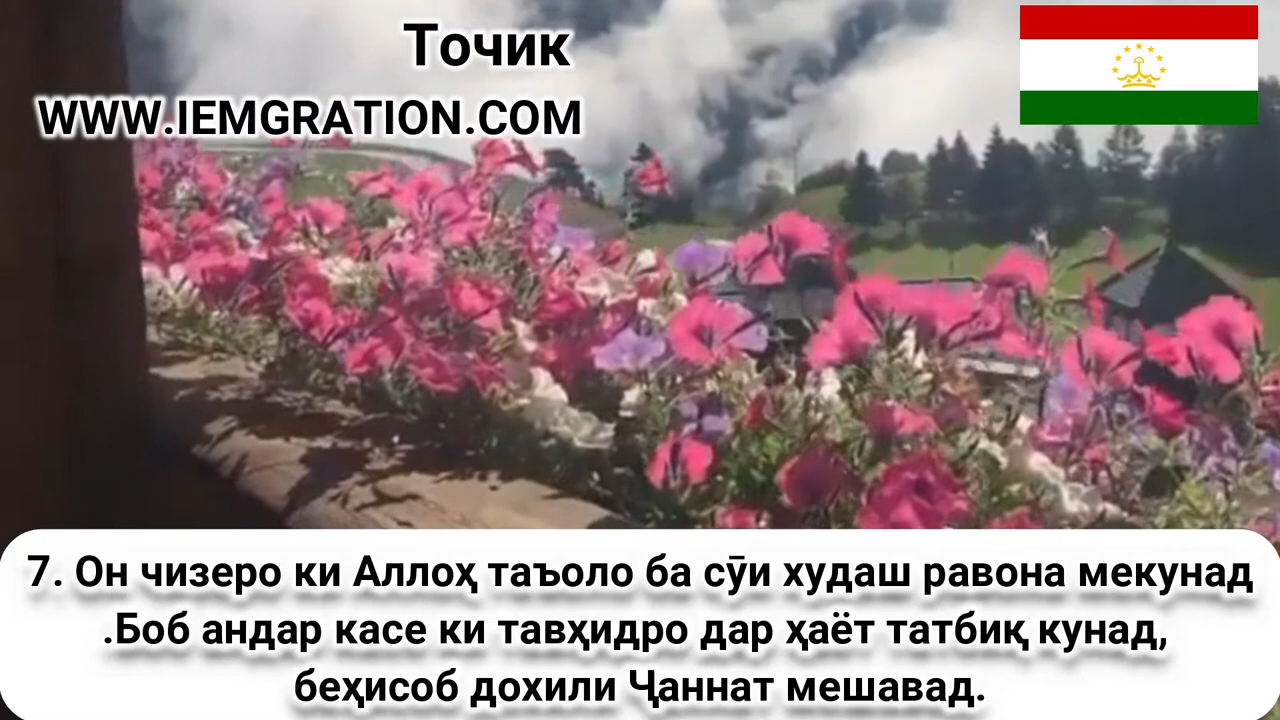 Точик
WWW.IEMGRATION.COM
7. Он чизеро ки Аллоҳ таъоло ба сӯи худаш равона мекунад
.Боб андар касе ки тавҳидро дар ҳаёт татбиқ кунад,
беҳисоб дохили Ҷаннат мешавад.